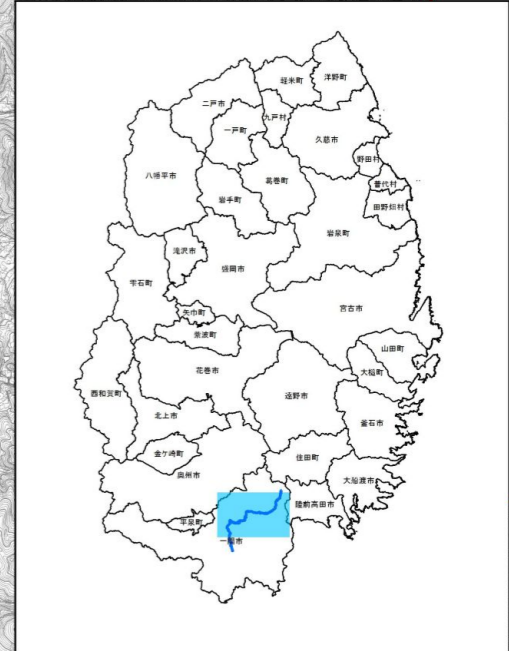 軽米町
洋野町
二戸市
九戸村
一戸町
久慈市
野田村
八幡平市
葛巻町
普代村
岩手町
田野畑村
岩泉町
滝沢市
盛岡市
雫石町
宮古市
矢巾町
紫波町
山田町
花巻市
大槌町
西和賀町
遠野市
北上市
釜石市
金ケ崎町
住田町
奥州市
大船渡市
陸前高田市
平泉町
一関市